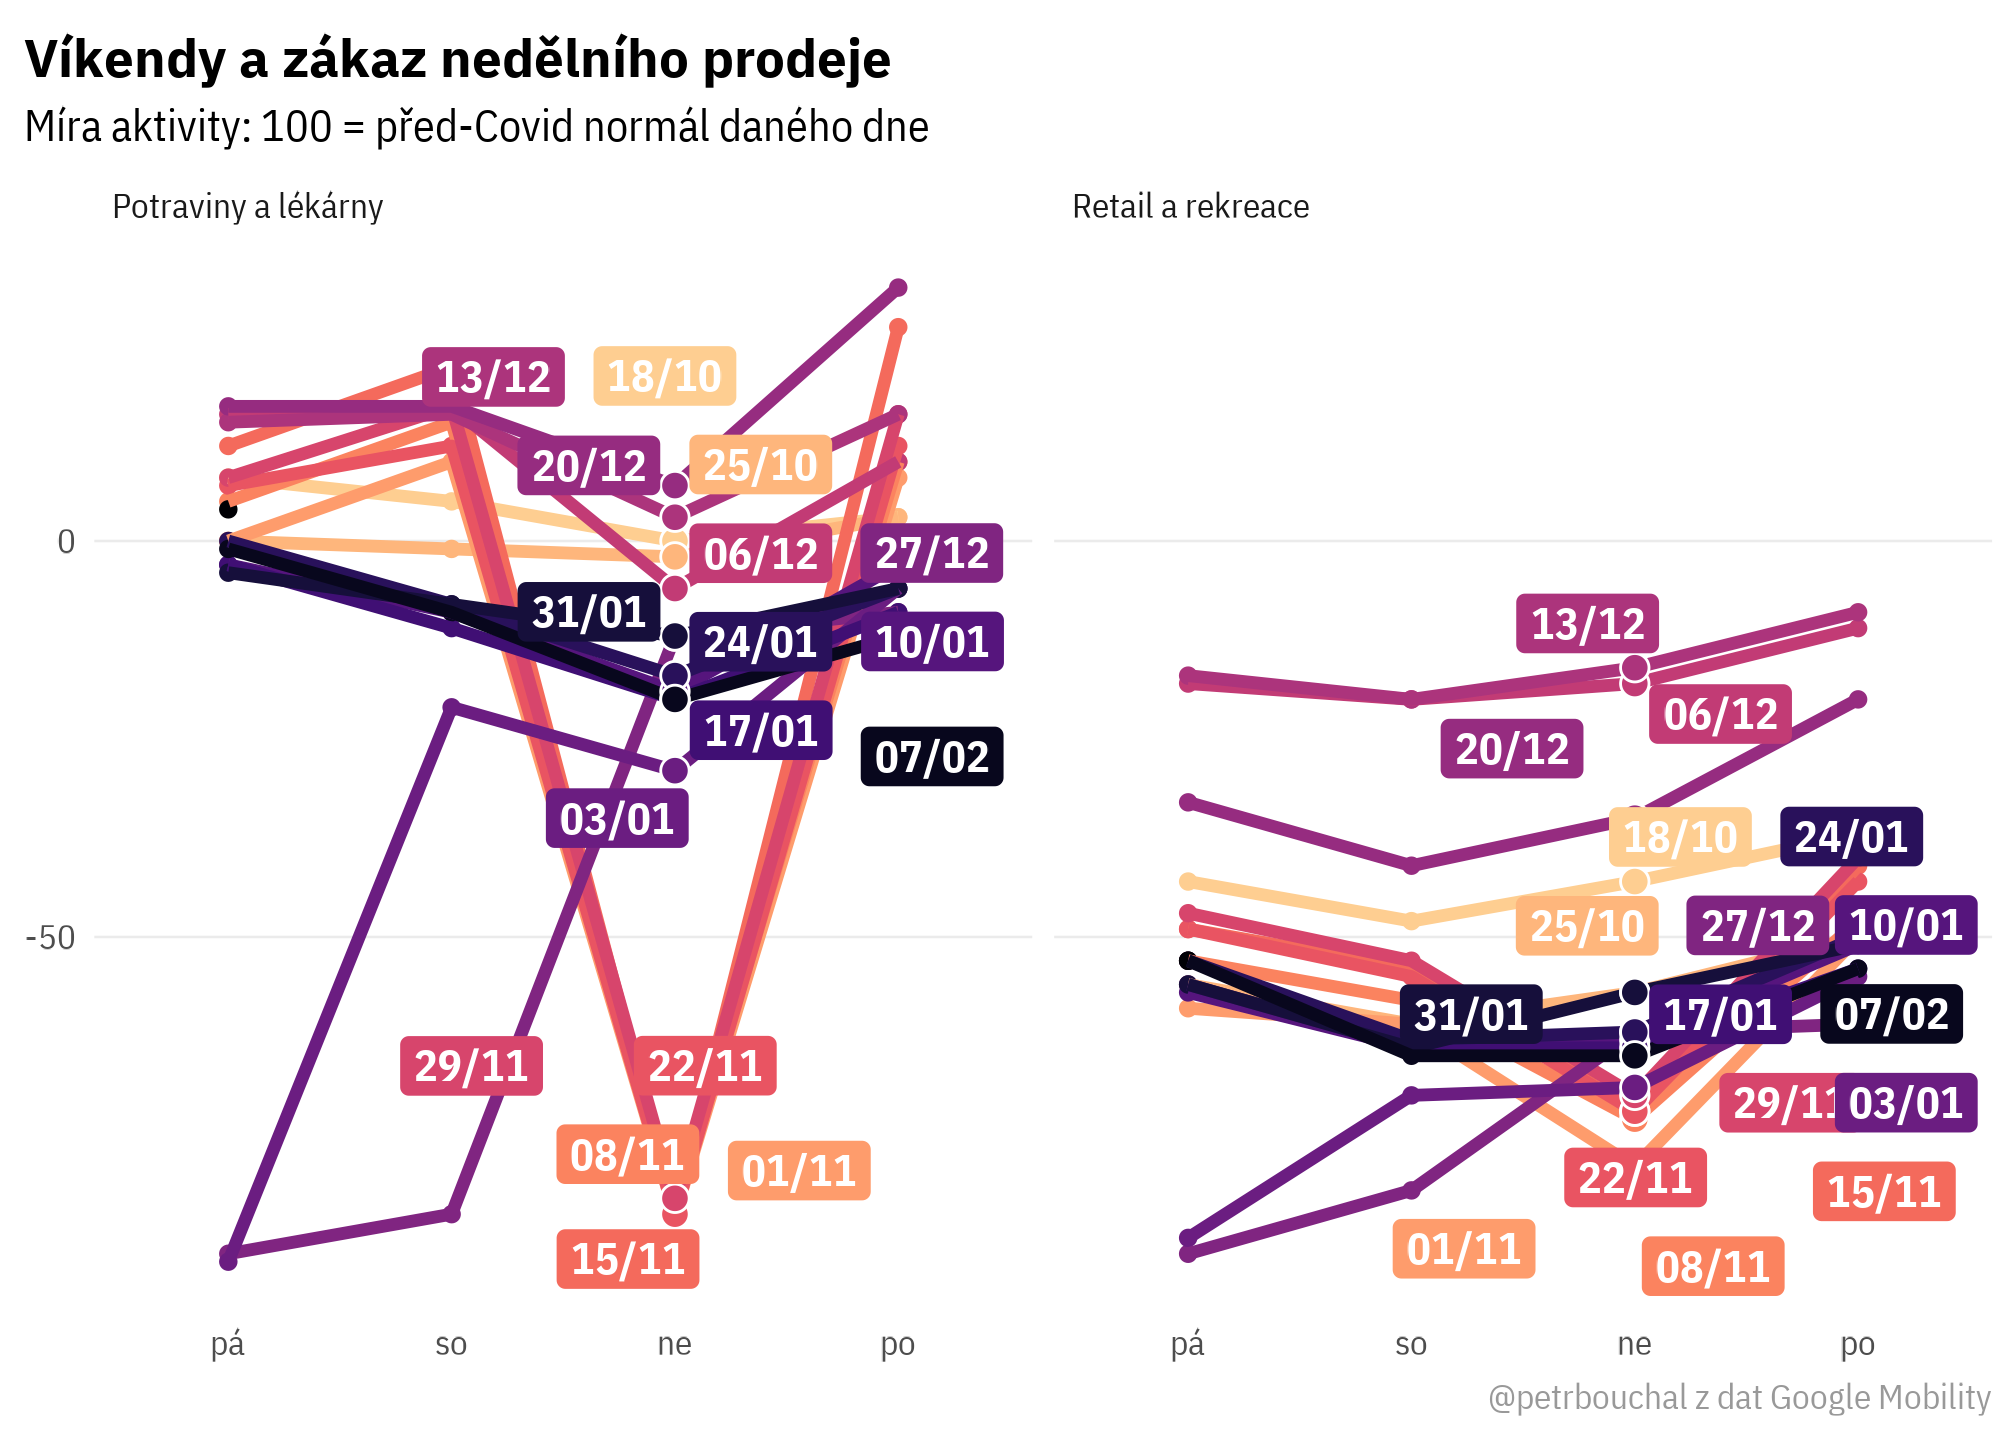 Víkendy a zákaz nedělního prodeje
Míra aktivity: 100 = před-Covid normál daného dne
Potraviny a lékárny
13/12
18/10
20/12
25/10
0
06/12
27/12
31/01
24/01
10/01
17/01
07/02
03/01
-50
29/11
22/11
08/11
01/11
15/11
pá
so
ne
po
Retail a rekreace
13/12
06/12
20/12
18/10
24/01
25/10
27/12
10/01
31/01
17/01
07/02
29/11
03/01
22/11
15/11
01/11
08/11
pá
so
ne
po
@petrbouchal z dat Google Mobility